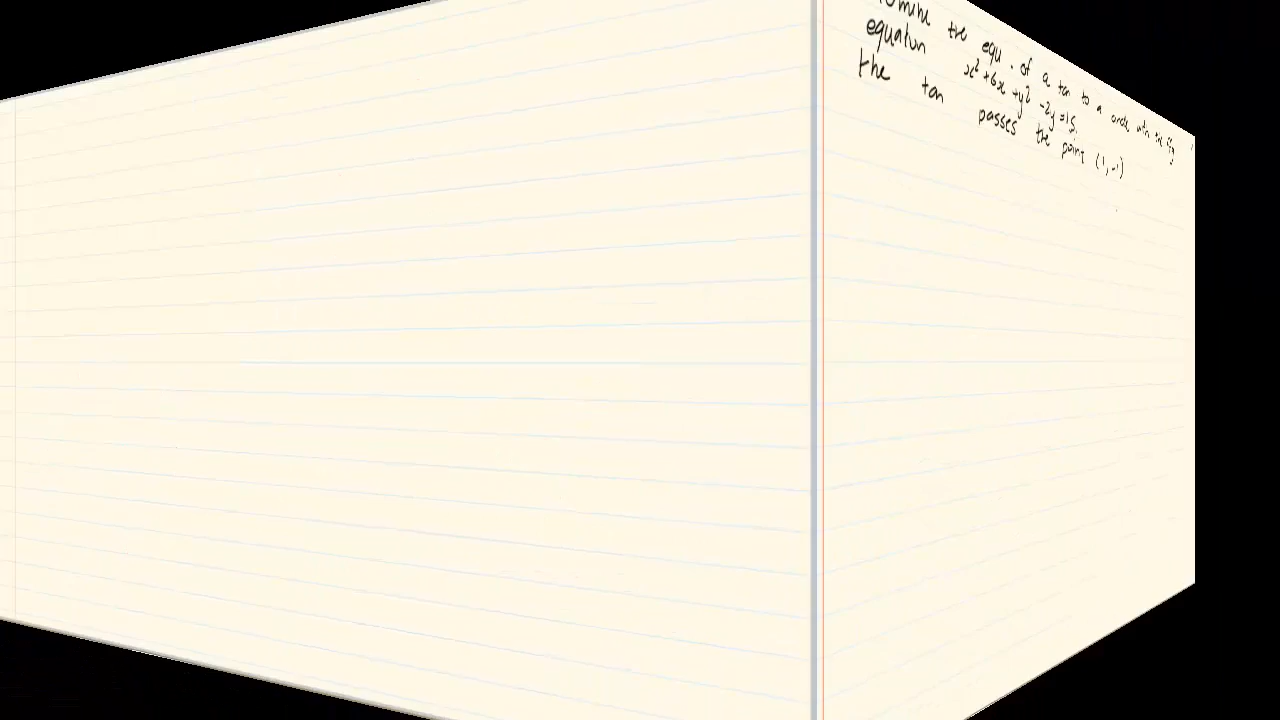 the equ. of a tan to a circle with the
equatun x² + 6x + y² - 2y = 15.
the tan passes the point (1, -1)